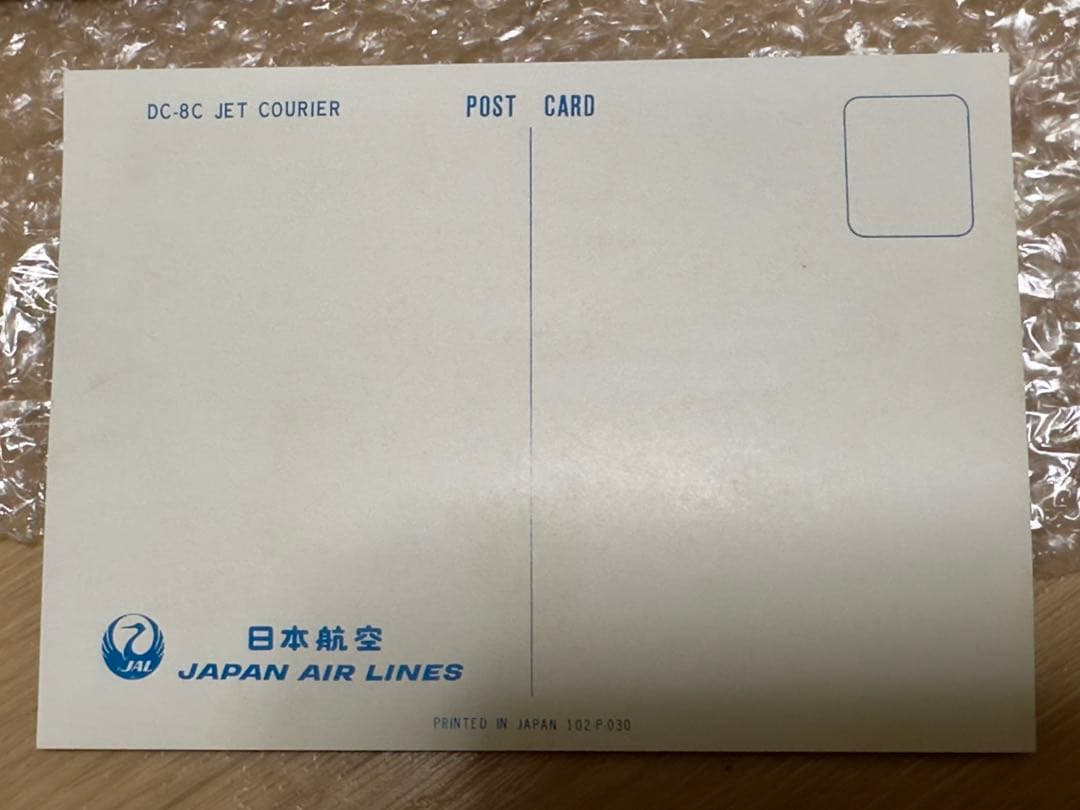 DC-8C JET COURIER
POST CARD
JAL
日本航空
JAPAN AIR LINES
PRINTED IN JAPAN 102-P-030